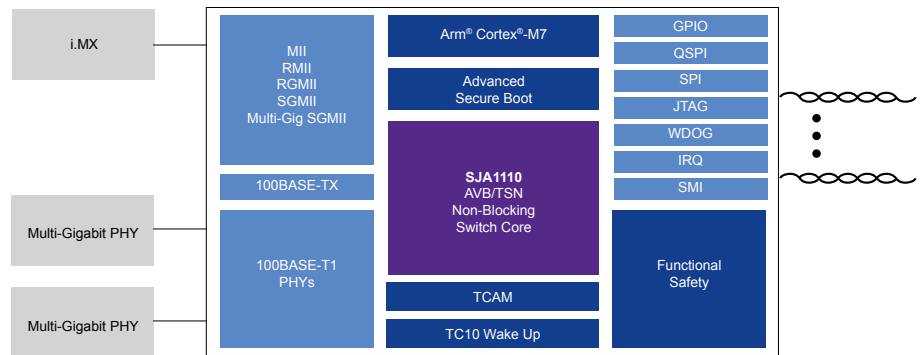 i.MX
Multi-Gigabit PHY
Multi-Gigabit PHY
MII
RMII
RGMII
SGMII
Multi-Gig SGMII
100BASE-TX
100BASE-T1
PHYs
Arm® Cortex®-M7
Advanced
Secure Boot
SJA1110
AVB/TSN
Non-Blocking
Switch Core
TCAM
TC10 Wake Up
GPIO
QSPI
SPI
JTAG
WDOG
IRQ
SMI
Functional
Safety